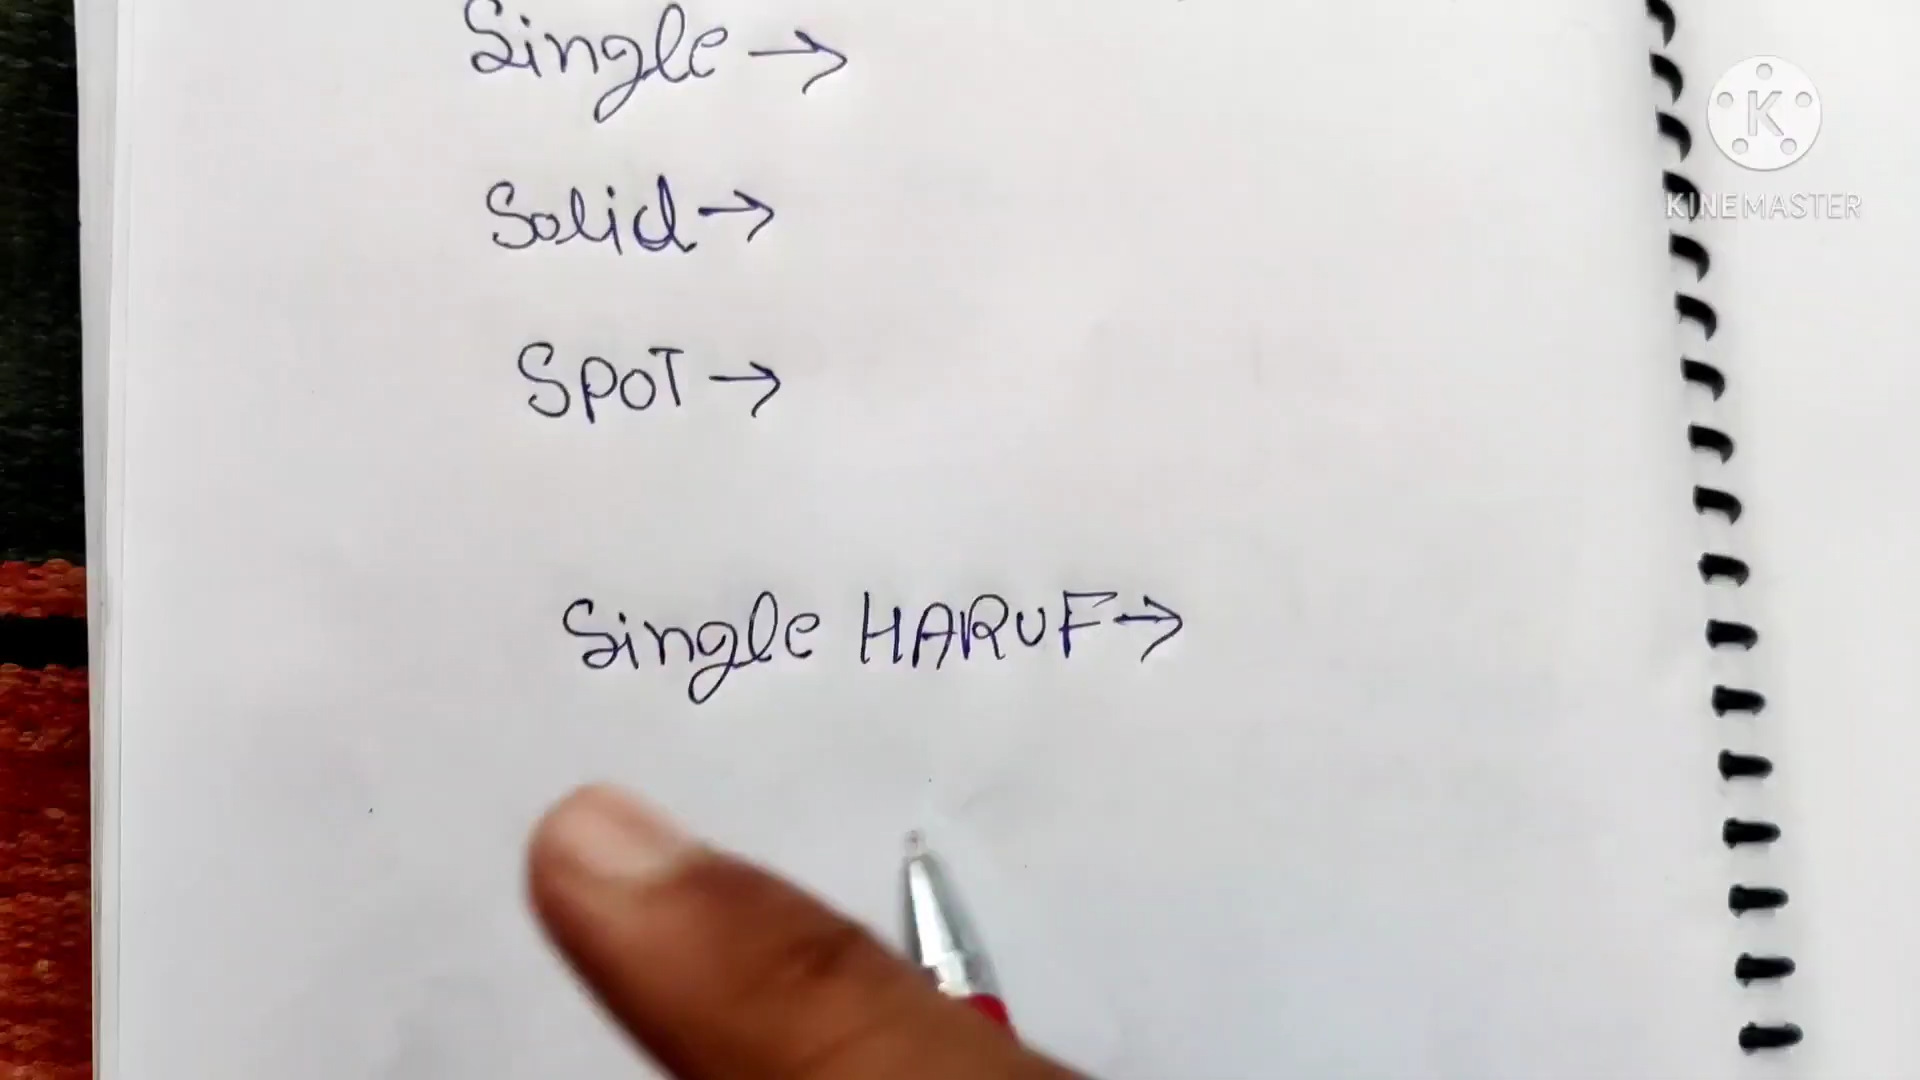 Single →
Solid →
SPOT →
Single HARUF →
K
KINEMASTER